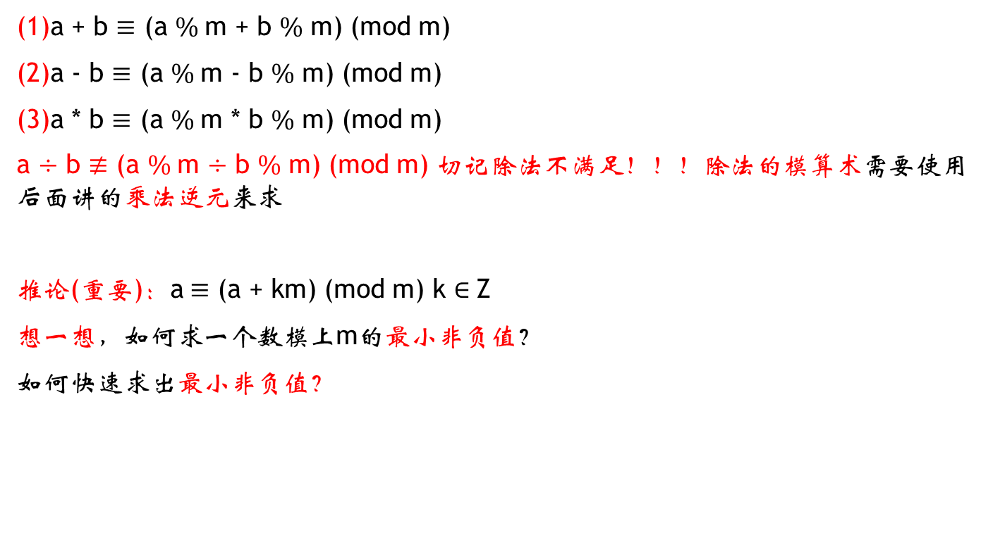 (1)a + b ≡ (a % m + b % m) (mod m)
(2)a - b ≡ (a % m - b % m) (mod m)
(3)a * b ≡ (a % m * b % m) (mod m)
a ÷ b ≢ (a % m ÷ b % m) (mod m) 切记除法不满足！！！除法的模算术需要使用
后面讲的乘法逆元来求
推论(重要)：a ≡ (a + km) (mod m) k ∈ Z
想一想，如何求一个数模上m的最小非负值？
如何快速求出最小非负值？